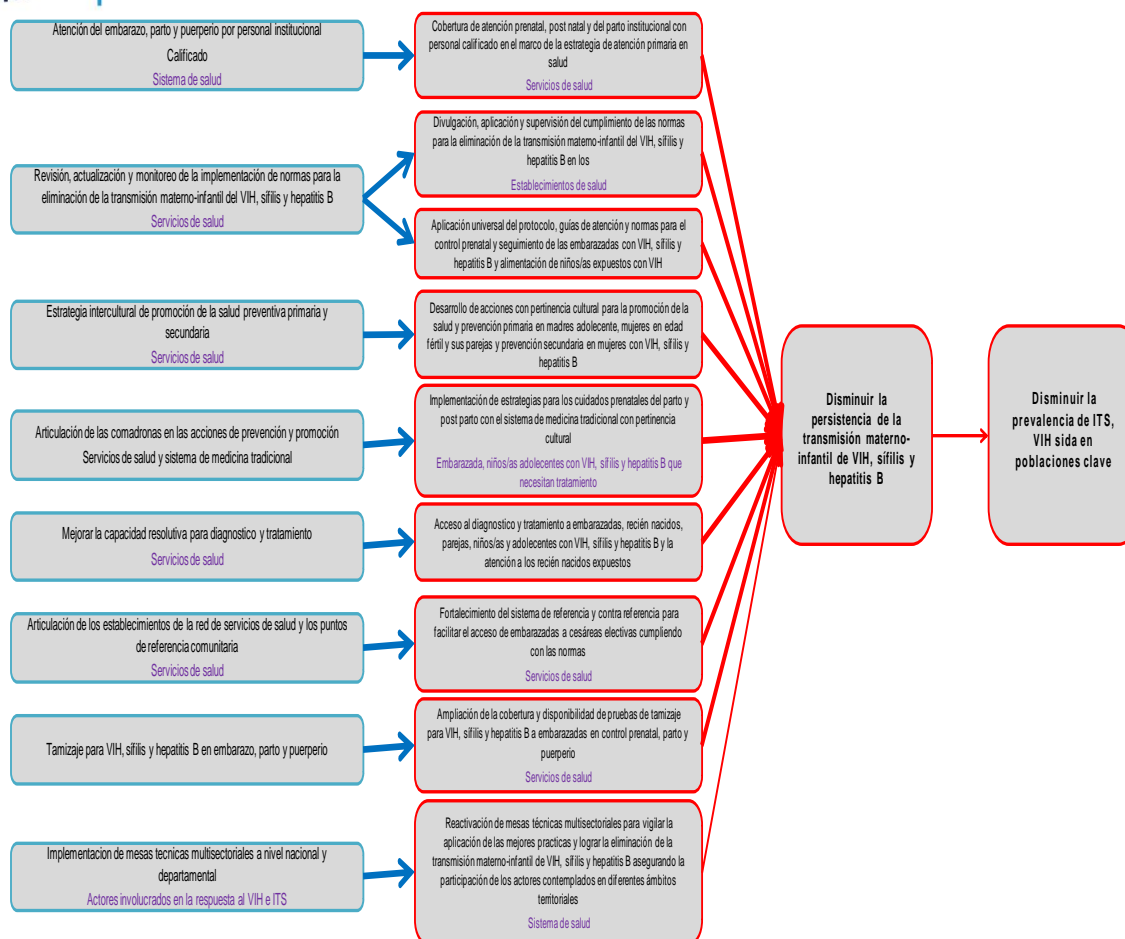 Atención del embarazo, parto y puerperio por personal institucional
Calificado
Sistema de salud
Cobertura de atención prenatal, post natal y del parto institucional con
personal calificado en el marco de la estrategia de atención primaria en
salud
Servicios de salud
Revisión, actualización y monitoreo de la implementación de normas para la
eliminación de la transmisión materno-infantil del VIH, sífilis y hepatitis B
Servicios de salud
Divulgación, aplicación y supervisión del cumplimiento de las normas
para la eliminación de la transmisión materno-infantil del VIH, sífilis y
hepatitis B en los
Establecimientos de salud
Aplicación universal del protocolo, guías de atención y normas para el
control prenatal y seguimiento de las embarazadas con VIH, sífilis y
hepatitis B y alimentación de niños/as expuestos con VIH
Estrategia intercultural de promoción de la salud preventiva primaria y
secundaria
Servicios de salud
Desarrollo de acciones con pertinencia cultural para la promoción de la
salud y prevención primaria en madres adolecente, mujeres en edad
fértil y sus parejas y prevención secundaria en mujeres con VIH, sífilis y
hepatitis B
Articulación de las comadronas en las acciones de prevención y promoción
Servicios de salud y sistema de medicina tradicional
Implementación de estrategias para los cuidados prenatales del parto y
post parto con el sistema de medicina tradicional con pertinencia
cultural
Embarazada, niños/as adolecentes con VIH, sífilis y hepatitis B que
necesitan tratamiento
Mejorar la capacidad resolutiva para diagnostico y tratamiento
Servicios de salud
Acceso al diagnostico y tratamiento a embarazadas, recién nacidos,
parejas, niños/as y adolecentes con VIH, sífilis y hepatitis B y la
atención a los recién nacidos expuestos
Articulación de los establecimientos de la red de servicios de salud y los puntos
de referencia comunitaria
Servicios de salud
Fortalecimiento del sistema de referencia y contra referencia para
facilitar el acceso de embarazadas a cesáreas electivas cumpliendo
con las normas
Servicios de salud
Tamizaje para VIH, sífilis y hepatitis B en embarazo, parto y puerperio
Ampliación de la cobertura y disponibilidad de pruebas de tamizaje
para VIH, sífilis y hepatitis B a embarazadas en control prenatal, parto y
puerperio
Servicios de salud
Implementacion de mesas tecnicas multisectoriales a nivel nacional y
departamental
Actores involucrados en la respuesta al VIH e ITS
Reactivación de mesas técnicas multisectoriales para vigilar la
aplicación de las mejores practicas y lograr la eliminación de la
transmisión materno-infantil de VIH, sífilis y hepatitis B asegurando la
participación de los actores contemplados en diferentes ámbitos
territoriales
Sistema de salud
Disminuir la
persistencia de la
transmisión materno-
infantil de VIH, sífilis y
hepatitis B
Disminuir la
prevalencia de ITS,
VIH sida en
poblaciones clave